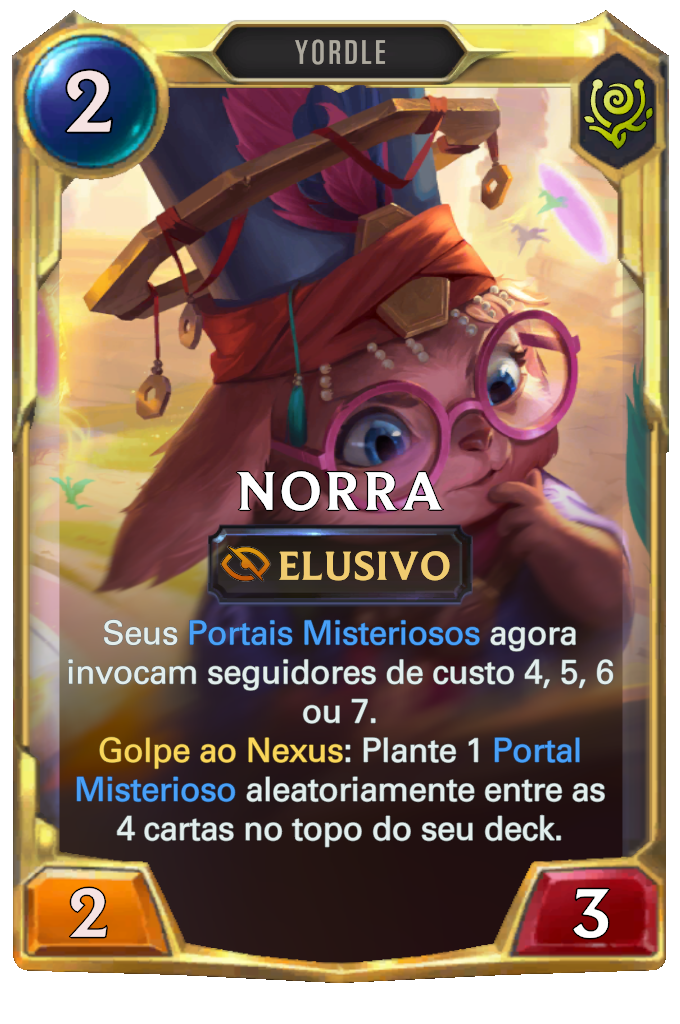 YORDLE
2
NORRA
ELUSIVO
Seus Portais Misteriosos agora
invocam seguidores de custo 4, 5, 6
ou 7.
Golpe ao Nexus: Plante 1 Portal
Misterioso aleatoriamente entre as
4 cartas no topo do seu deck.
2
3